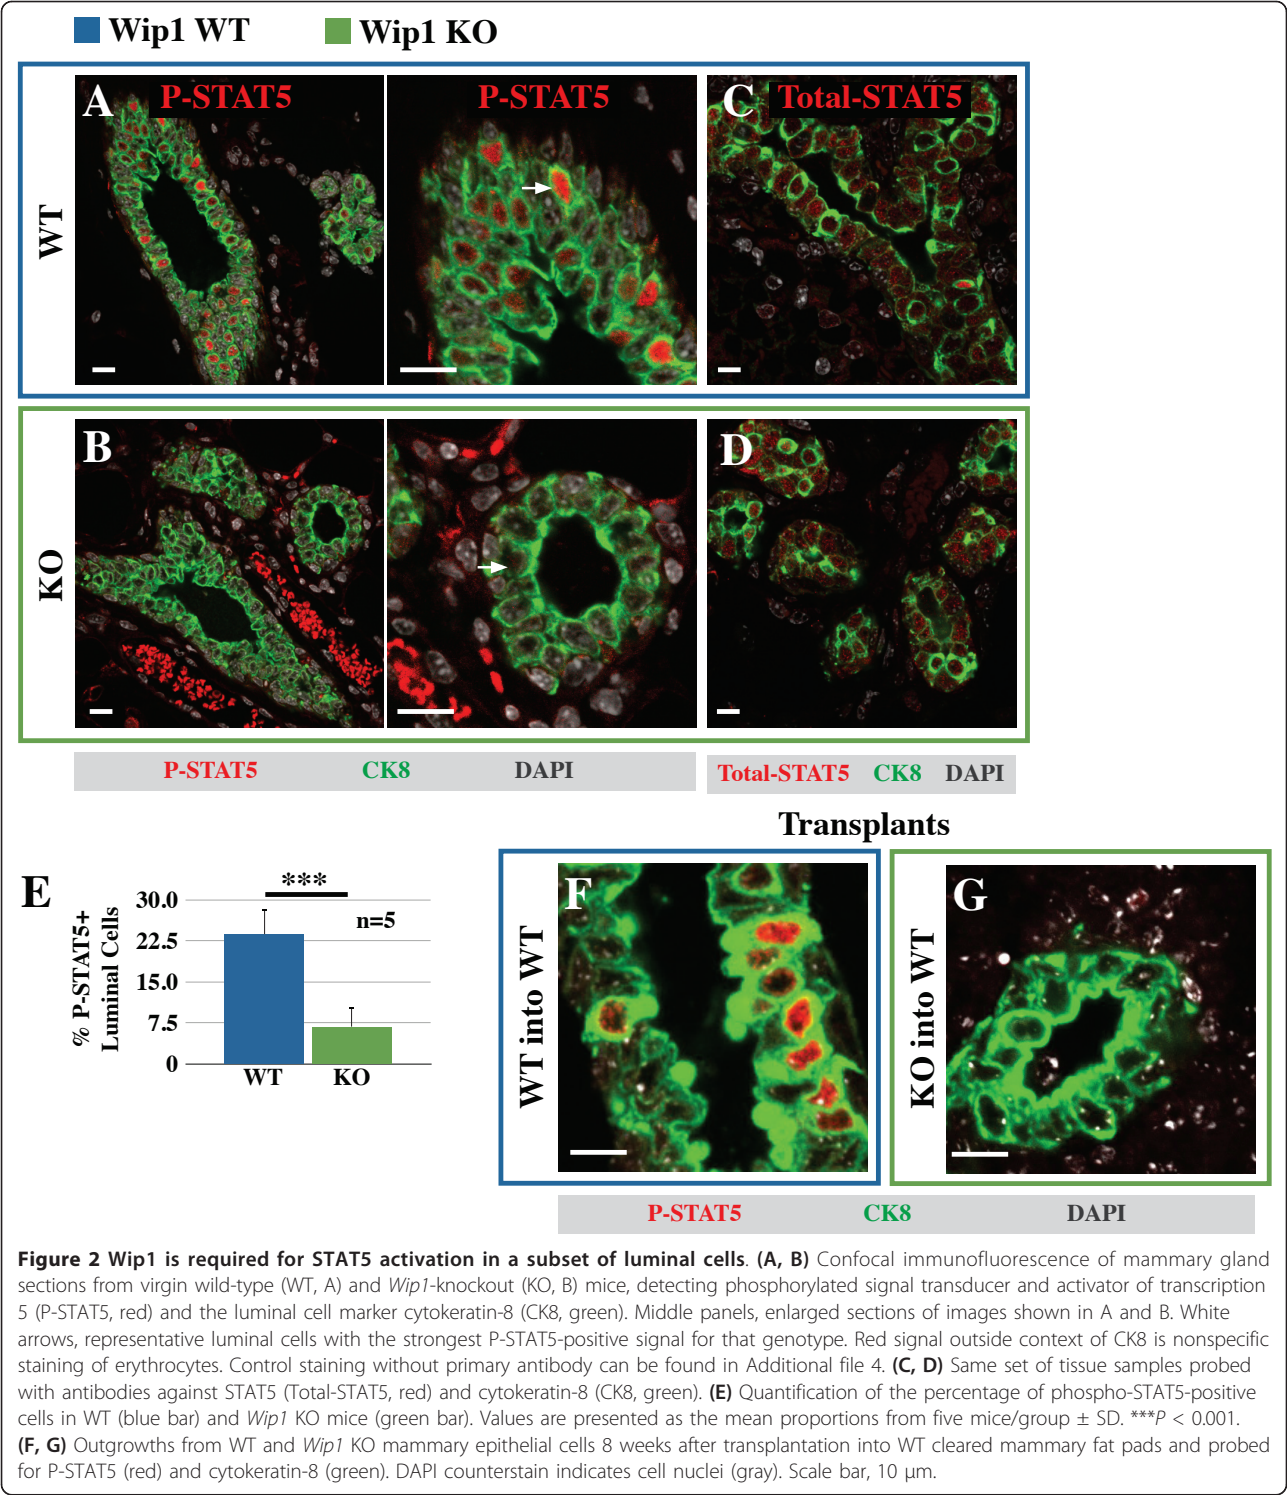 Wip1 WT Wip1 KO
A P-STAT5 P-STAT5 C Total-STAT5
WT
B D
KO
P-STAT5 CK8 DAPI Total-STAT5 CK8 DAPI
Transplants
E
% P-STAT5+
Luminal Cells
***
30.0
n=5
22.5
15.0
7.5
0
WT KO
F
WT into WT
G
KO into WT
P-STAT5 CK8 DAPI
Figure 2 Wip1 is required for STAT5 activation in a subset of luminal cells. (A, B) Confocal immunofluorescence of mammary gland
sections from virgin wild-type (WT, A) and Wip1-knockout (KO, B) mice, detecting phosphorylated signal transducer and activator of transcription
5 (P-STAT5, red) and the luminal cell marker cytokeratin-8 (CK8, green). Middle panels, enlarged sections of images shown in A and B. White
arrows, representative luminal cells with the strongest P-STAT5-positive signal for that genotype. Red signal outside context of CK8 is nonspecific
staining of erythrocytes. Control staining without primary antibody can be found in Additional file 4. (C, D) Same set of tissue samples probed
with antibodies against STAT5 (Total-STAT5, red) and cytokeratin-8 (CK8, green). (E) Quantification of the percentage of phospho-STAT5-positive
cells in WT (blue bar) and Wip1 KO mice (green bar). Values are presented as the mean proportions from five mice/group ± SD. ***P < 0.001.
(F, G) Outgrowths from WT and Wip1 KO mammary epithelial cells 8 weeks after transplantation into WT cleared mammary fat pads and probed
for P-STAT5 (red) and cytokeratin-8 (green). DAPI counterstain indicates cell nuclei (gray). Scale bar, 10 μm.